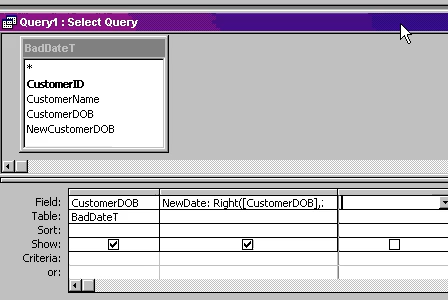 Query1 : Select Query
BadDateT
*
CustomerID
CustomerName
CustomerDOB
NewCustomerDOB
Field: CustomerDOB NewDate: Right([CustomerDOB],
Table: BadDateT
Sort:
Show:
Criteria:
or: